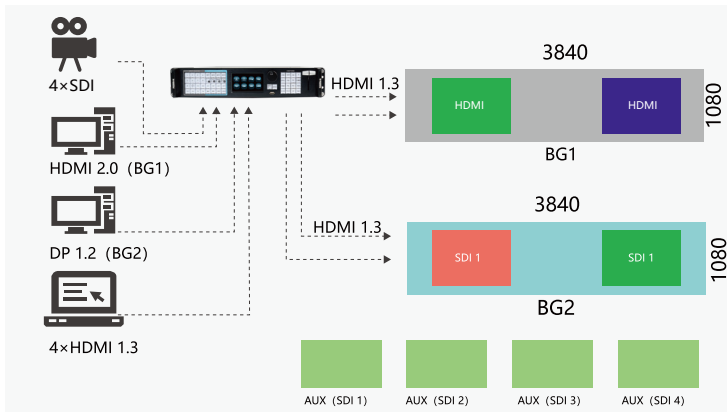 4×SDI
HDMI 2.0（BG1）
DP 1.2（BG2）
4×HDMI 1.3
HDMI 1.3
3840
HDMI
HDMI
1080
BG1
HDMI 1.3
3840
SDI 1
SDI 1
1080
BG2
AUX（SDI 1）
AUX（SDI 2）
AUX（SDI 3）
AUX（SDI 4）